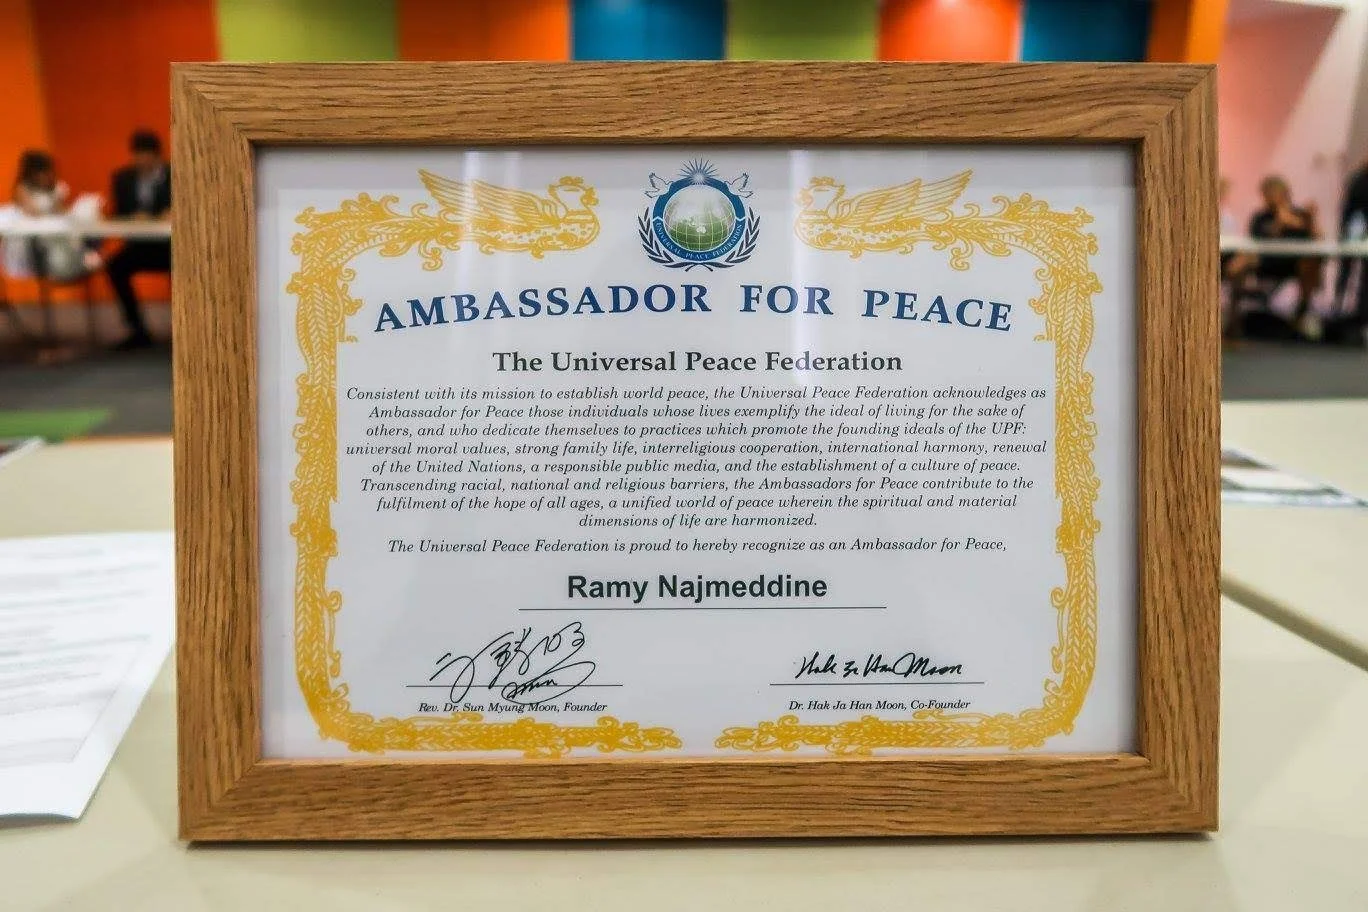 UNIVERSAL PEACE FEDERATION
AMBASSADOR FOR PEACE
The Universal Peace Federation
Consistent with its mission to establish world peace, the Universal Peace Federation acknowledges as
Ambassador for Peace those individuals whose lives exemplify the ideal of living for the sake of
others, and who dedicate themselves to practices which promote the founding ideals of the UPF:
universal moral values, strong family life, interreligious cooperation, international harmony, renewal
of the United Nations, a responsible public media, and the establishment of a culture of peace.
Transcending racial, national and religious barriers, the Ambassadors for Peace contribute to the
fulfilment of the hope of all ages, a unified world of peace wherein the spiritual and material
dimensions of life are harmonized.
The Universal Peace Federation is proud to hereby recognize as an Ambassador for Peace,
Ramy Najmeddine
Hak Ja Han Moon
Rev. Dr. Sun Myung Moon, Founder
Dr. Hak Ja Han Moon, Co-Founder